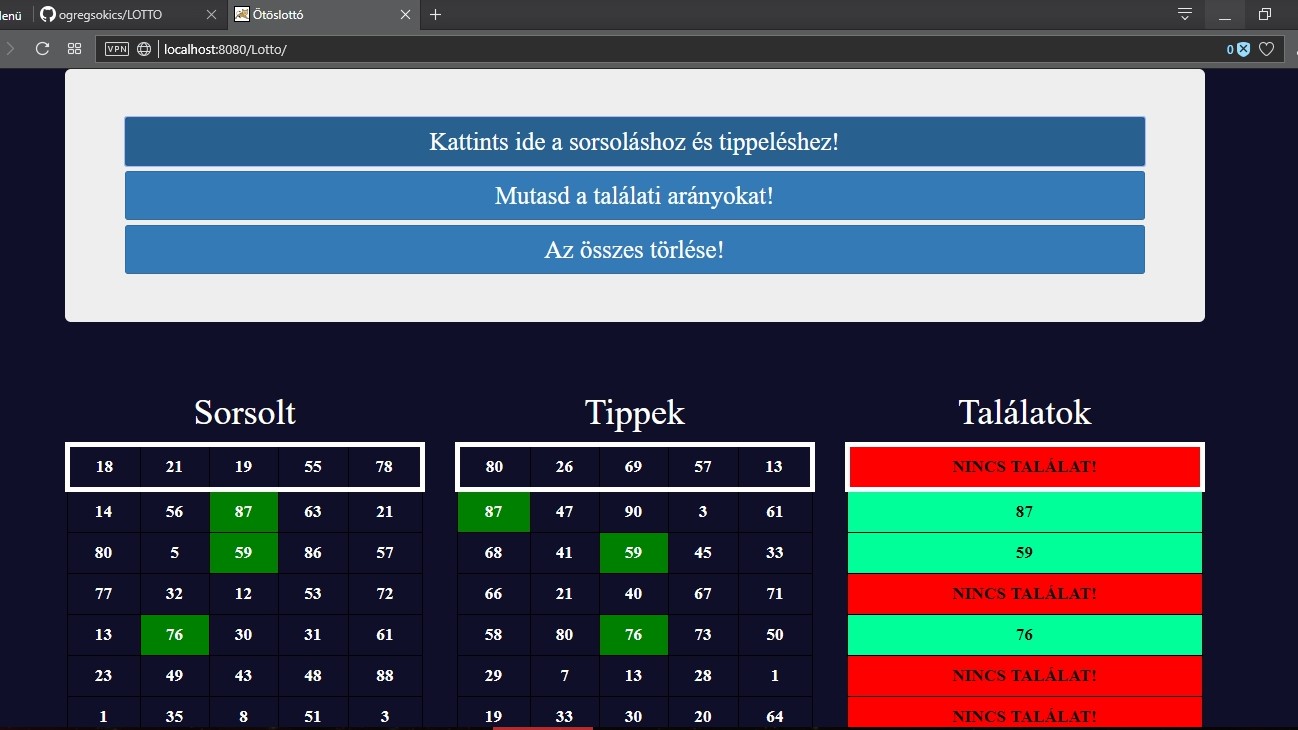 enü ogregsokics/LOTTO Ötöslottó
VPN localhost:8080/Lotto/ 0
Kattints ide a sorsoláshoz és tippeléshez!
Mutasd a találati arányokat!
Az összes törlése!
Sorsolt Tippek Találatok
18 21 19 55 78 80 26 69 57 13 NINCS TALÁLAT!
14 56 87 63 21 87 47 90 3 61 87
80 5 59 86 57 68 41 59 45 33 59
77 32 12 53 72 66 21 40 67 71 NINCS TALÁLAT!
13 76 30 31 61 58 80 76 73 50 76
23 49 43 48 88 29 7 13 28 1 NINCS TALÁLAT!
1 35 8 51 3 19 33 30 20 64 NINCS TALÁLAT!